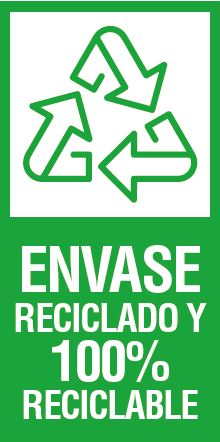 ENVASE
RECICLADO Y
100%
RECICLABLE